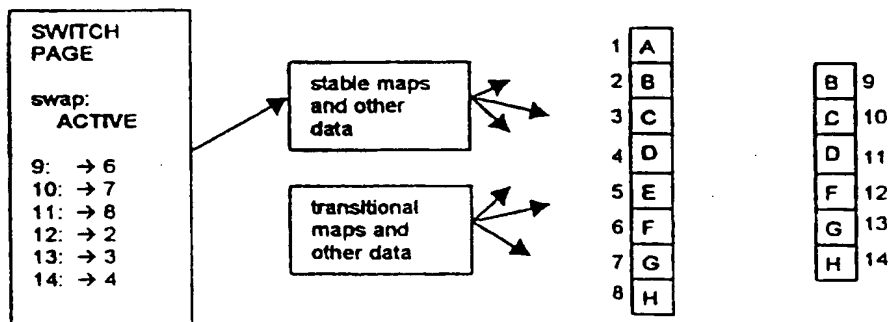 SWITCH
PAGE
swap:
ACTIVE
9: → 6
10: → 7
11: → 8
12: → 2
13: → 3
14: → 4
stable maps
and other
data
transitional
maps and
other data
1 A
2 B
3 C
4 D
5 E
6 F
7 G
8 H
B 9
C 10
D 11
F 12
G 13
H 14